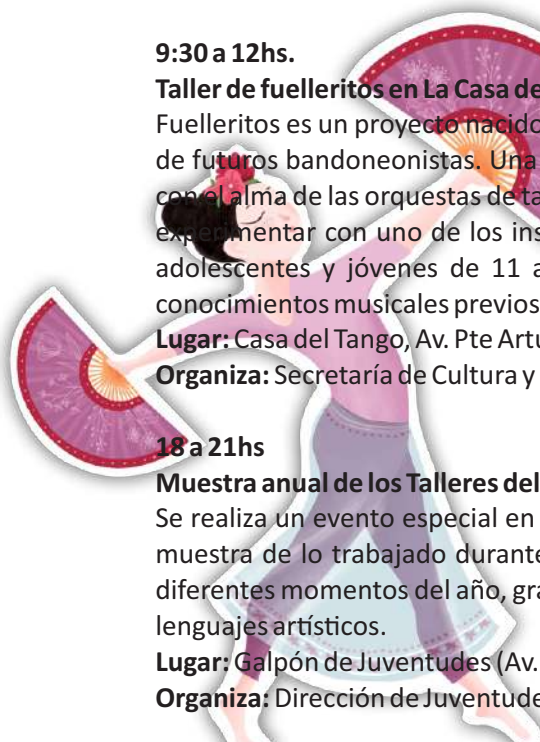 9:30 a 12hs.
Taller de fuelleritos en La Casa de
Fuelleritos es un proyecto nacido
de futuros bandoneonistas. Una
con el alma de las orquestas de ta
experimentar con uno de los ins
adolescentes y jóvenes de 11 a
conocimientos musicales previos
Lugar: Casa del Tango, Av. Pte Artu
Organiza: Secretaría de Cultura y
18 a 21hs
Muestra anual de los Talleres del
Se realiza un evento especial en
muestra de lo trabajado durante
diferentes momentos del año, gra
lenguajes artísticos.
Lugar: Galpón de Juventudes (Av.
Organiza: Dirección de Juventude